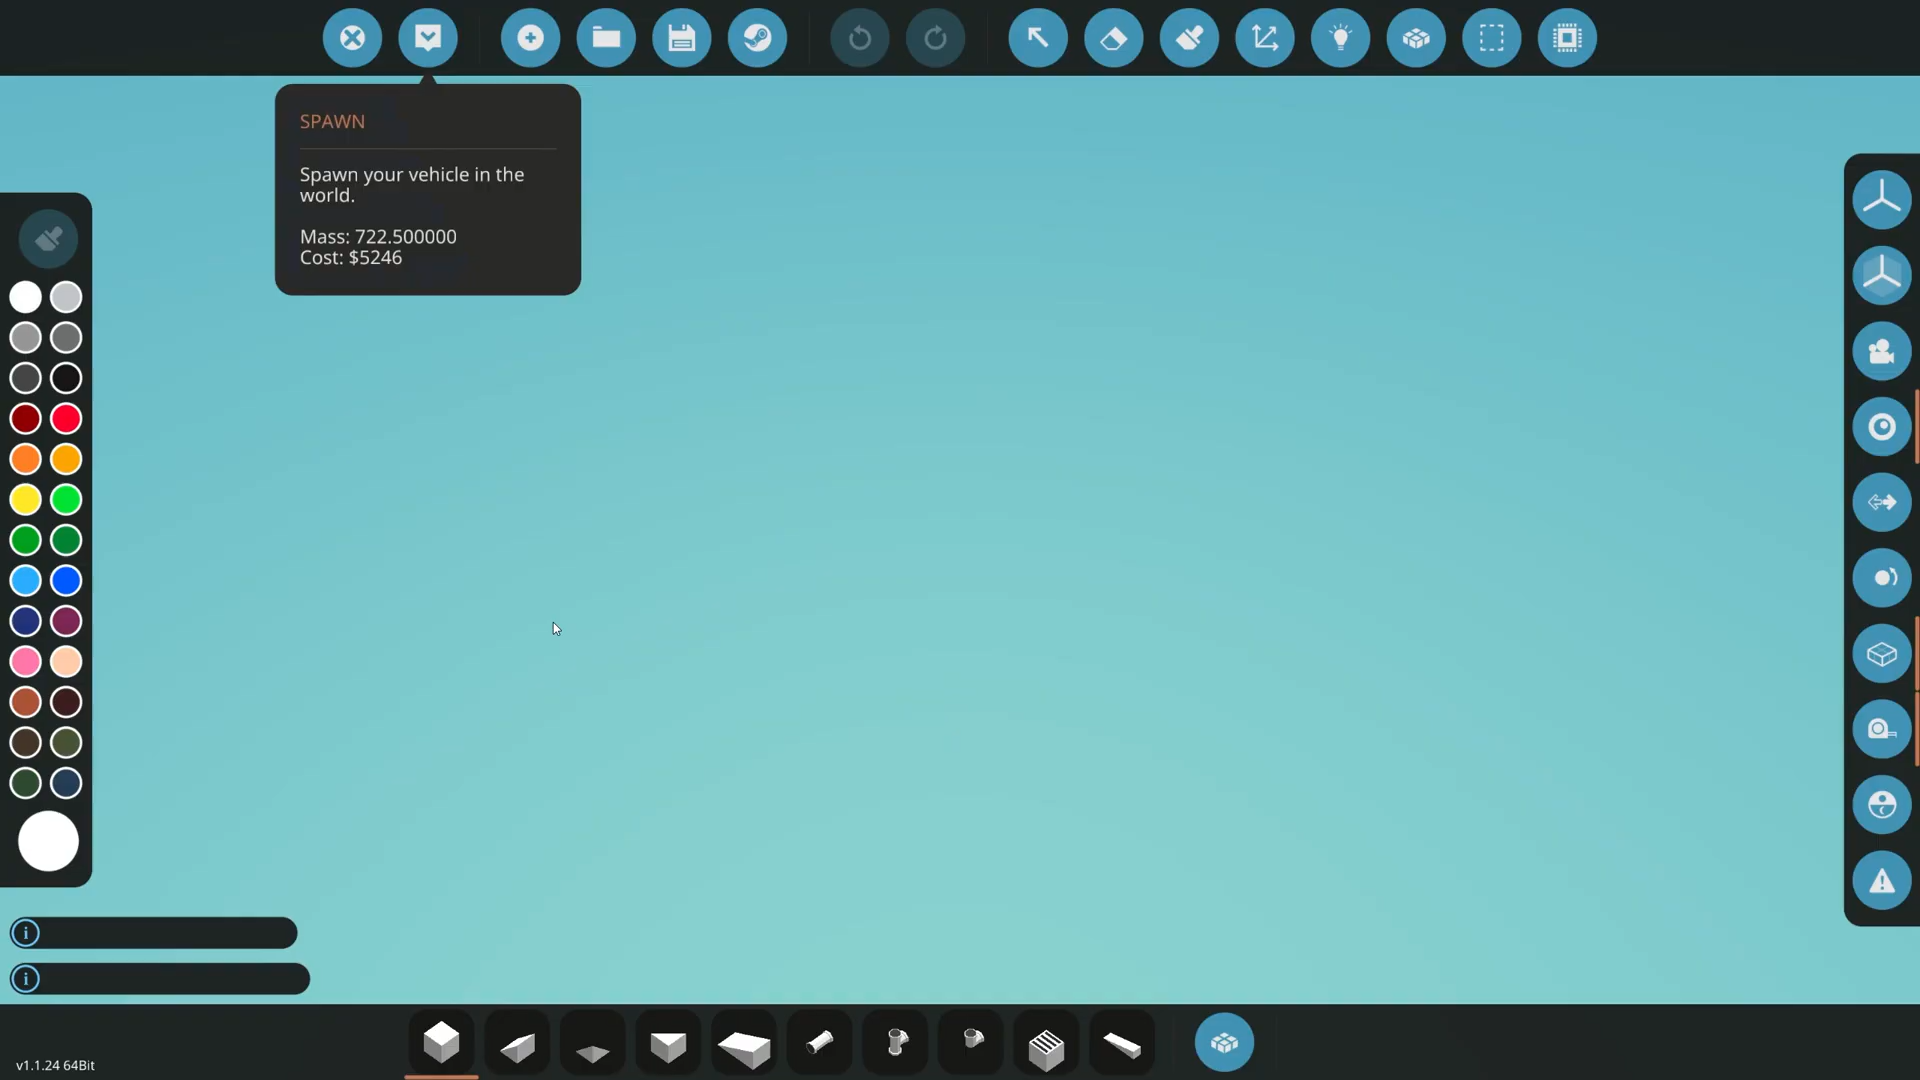 SPAWN
Spawn your vehicle in the
world.
Mass: 722.500000
Cost: $5246
v1.1.24 64Bit